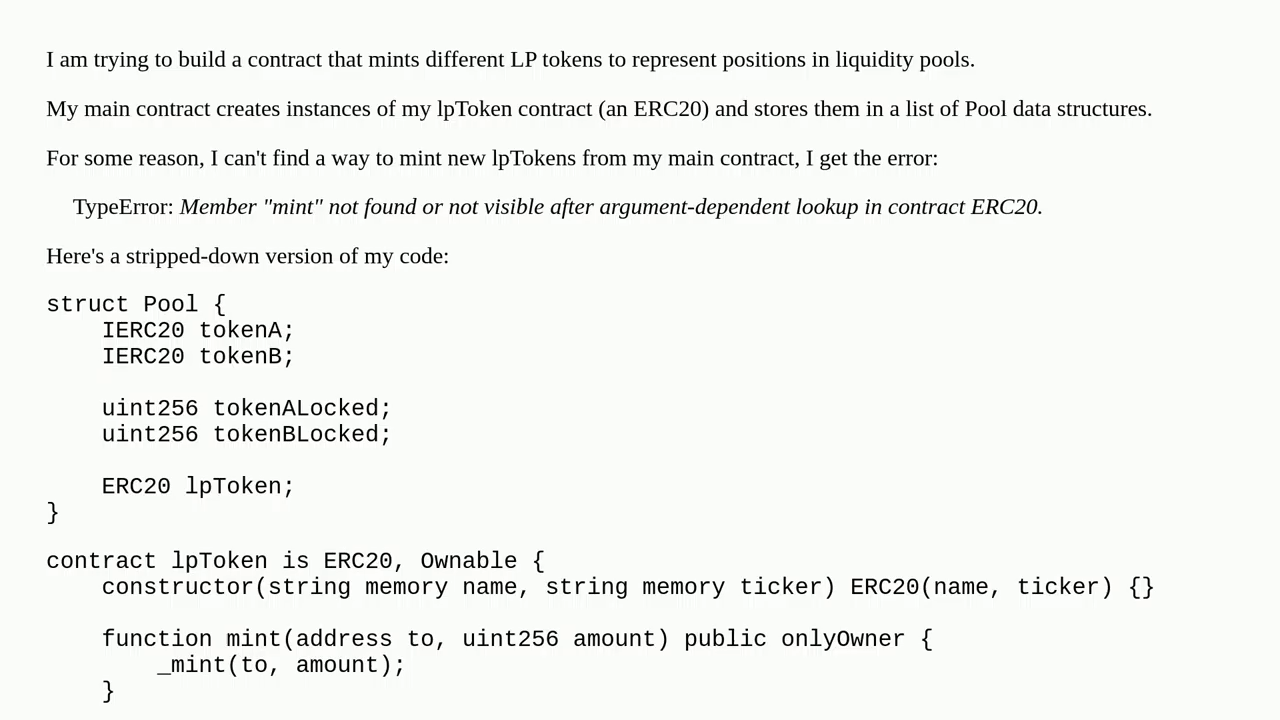 I am trying to build a contract that mints different LP tokens to represent positions in liquidity pools.
My main contract creates instances of my lpToken contract (an ERC20) and stores them in a list of Pool data structures.
For some reason, I can't find a way to mint new lpTokens from my main contract, I get the error:
TypeError: Member "mint" not found or not visible after argument-dependent lookup in contract ERC20.
Here's a stripped-down version of my code:
struct Pool {
    IERC20 tokenA;
    IERC20 tokenB;

    uint256 tokenALocked;
    uint256 tokenBLocked;

    ERC20 lpToken;
}

contract lpToken is ERC20, Ownable {
    constructor(string memory name, string memory ticker) ERC20(name, ticker) {}

    function mint(address to, uint256 amount) public onlyOwner {
        _mint(to, amount);
    }